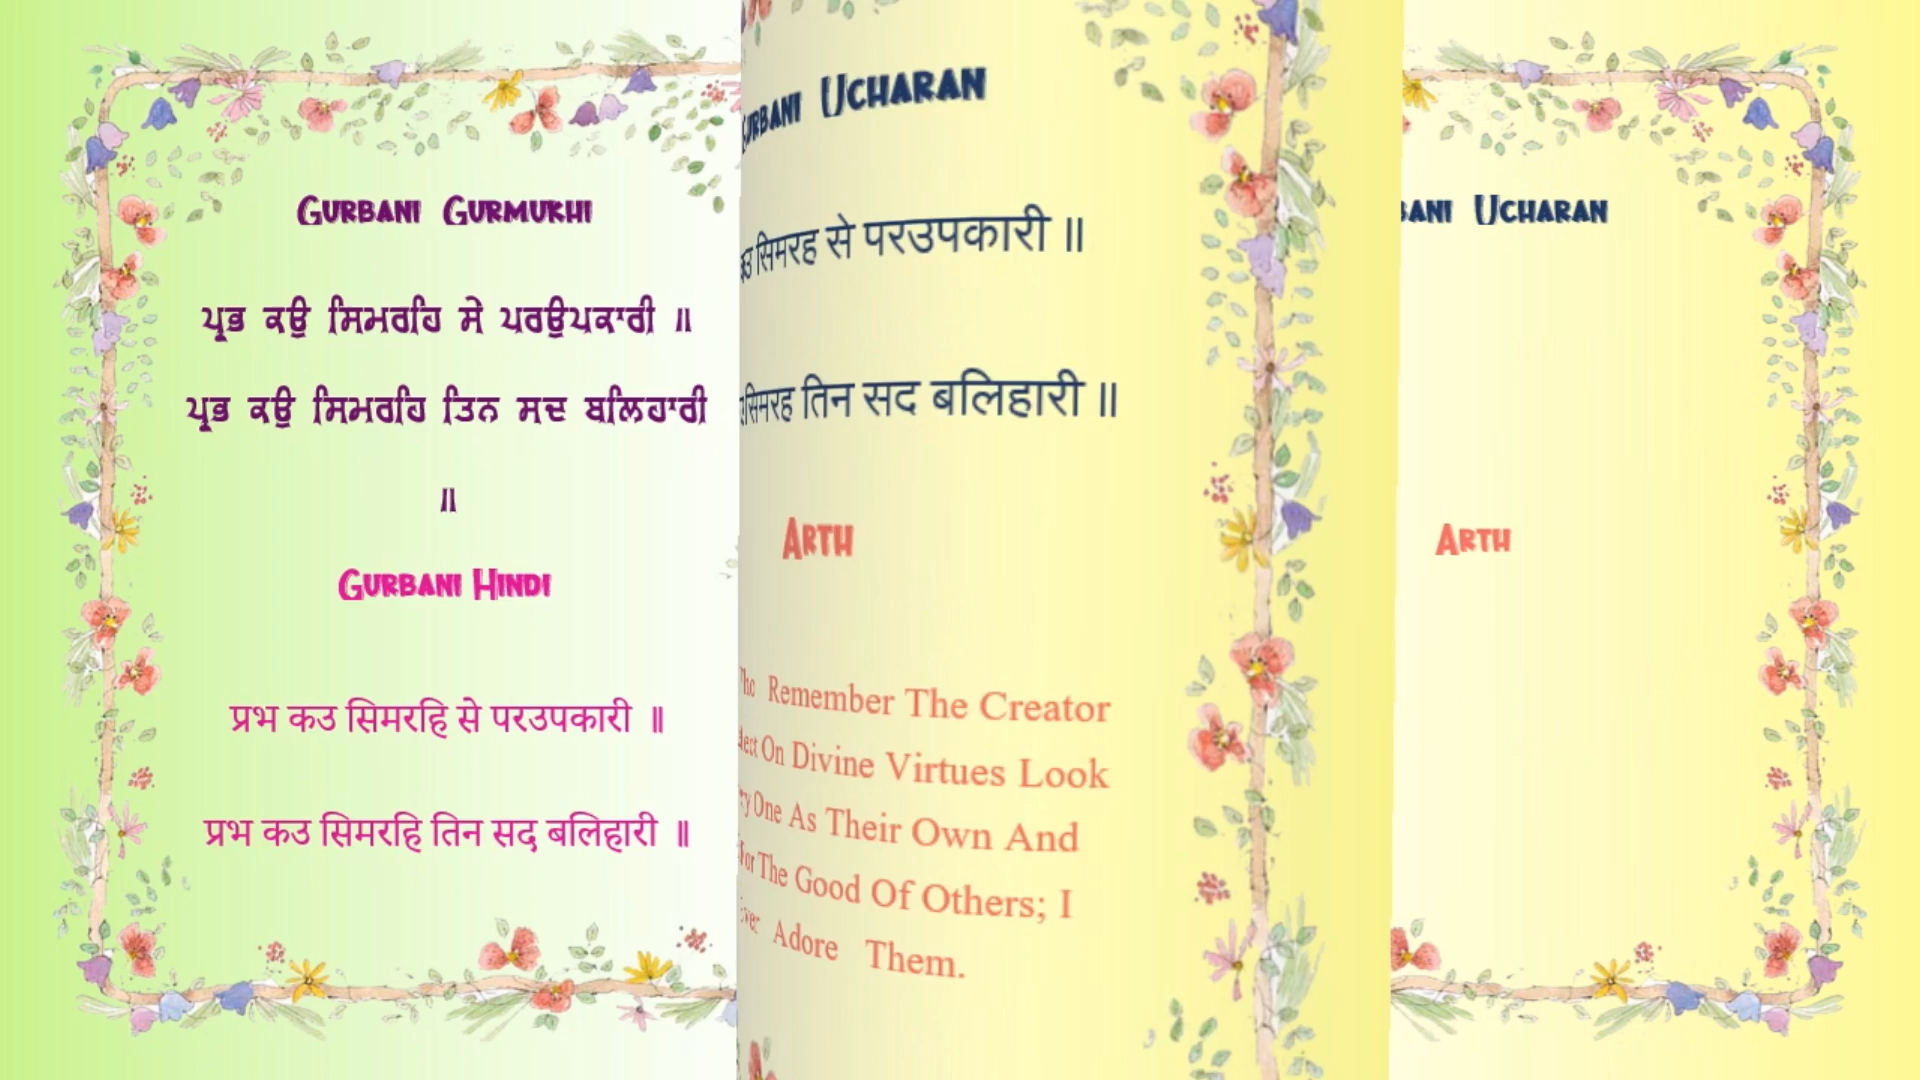 Gurbani Gurmukhi
ਪ੍ਰਭ ਕਉ ਸਿਮਰਹਿ ਸੇ ਪਰਉਪਕਾਰੀ ॥
ਪ੍ਰਭ ਕਉ ਸਿਮਰਹਿ ਤਿਨ ਸਦ ਬਲਿਹਾਰੀ
॥
Gurbani Hindi
प्रभ कउ सिमरहि से परउपकारी ॥
प्रभ कउ सिमरहि तिन सद बलिहारी ॥
Ucharan
सिमरह से परउपकारी ॥
सिमरह तिन सद बलिहारी ॥
Arth
Remember The Creator
On Divine Virtues Look
One As Their Own And
The Good Of Others; I
Adore Them.
Ucharan
Arth